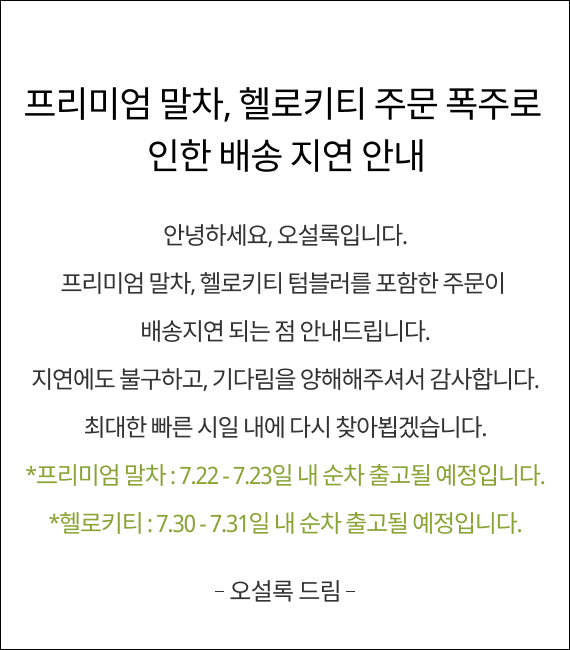 프리미엄 말차, 헬로키티 주문 폭주로
인한 배송 지연 안내
안녕하세요, 오설록입니다.
프리미엄 말차, 헬로키티 텀블러를 포함한 주문이
배송지연 되는 점 안내드립니다.
지연에도 불구하고, 기다림을 양해해주셔서 감사합니다.
최대한 빠른 시일 내에 다시 찾아뵙겠습니다.
*프리미엄 말차 : 7.22 - 7.23일 내 순차 출고될 예정입니다.
*헬로키티 : 7.30 - 7.31일 내 순차 출고될 예정입니다.
– 오설록 드림 –